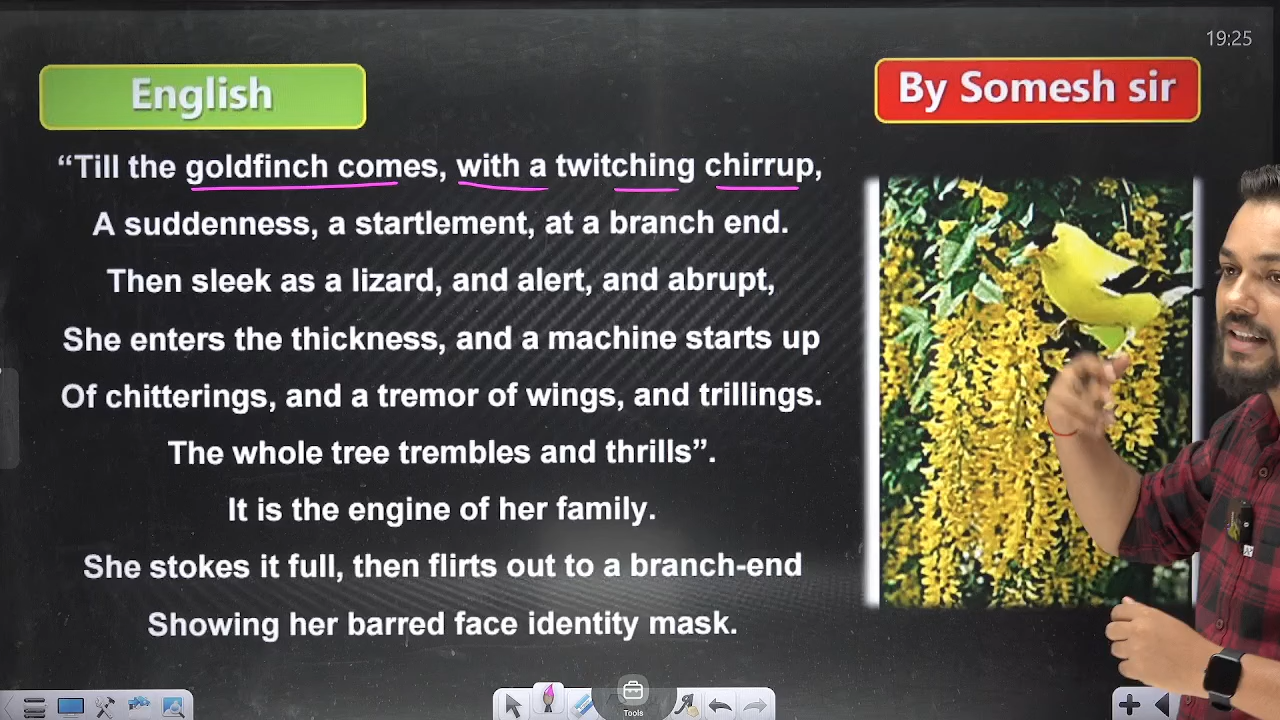 19:25
English
By Somesh sir
“Till the goldfinch comes, with a twitching chirrup,
A suddenness, a startlement, at a branch end.
Then sleek as a lizard, and alert, and abrupt,
She enters the thickness, and a machine starts up
Of chitterings, and a tremor of wings, and trillings.
The whole tree trembles and thrills”.
It is the engine of her family.
She stokes it full, then flirts out to a branch-end
Showing her barred face identity mask.
Tools